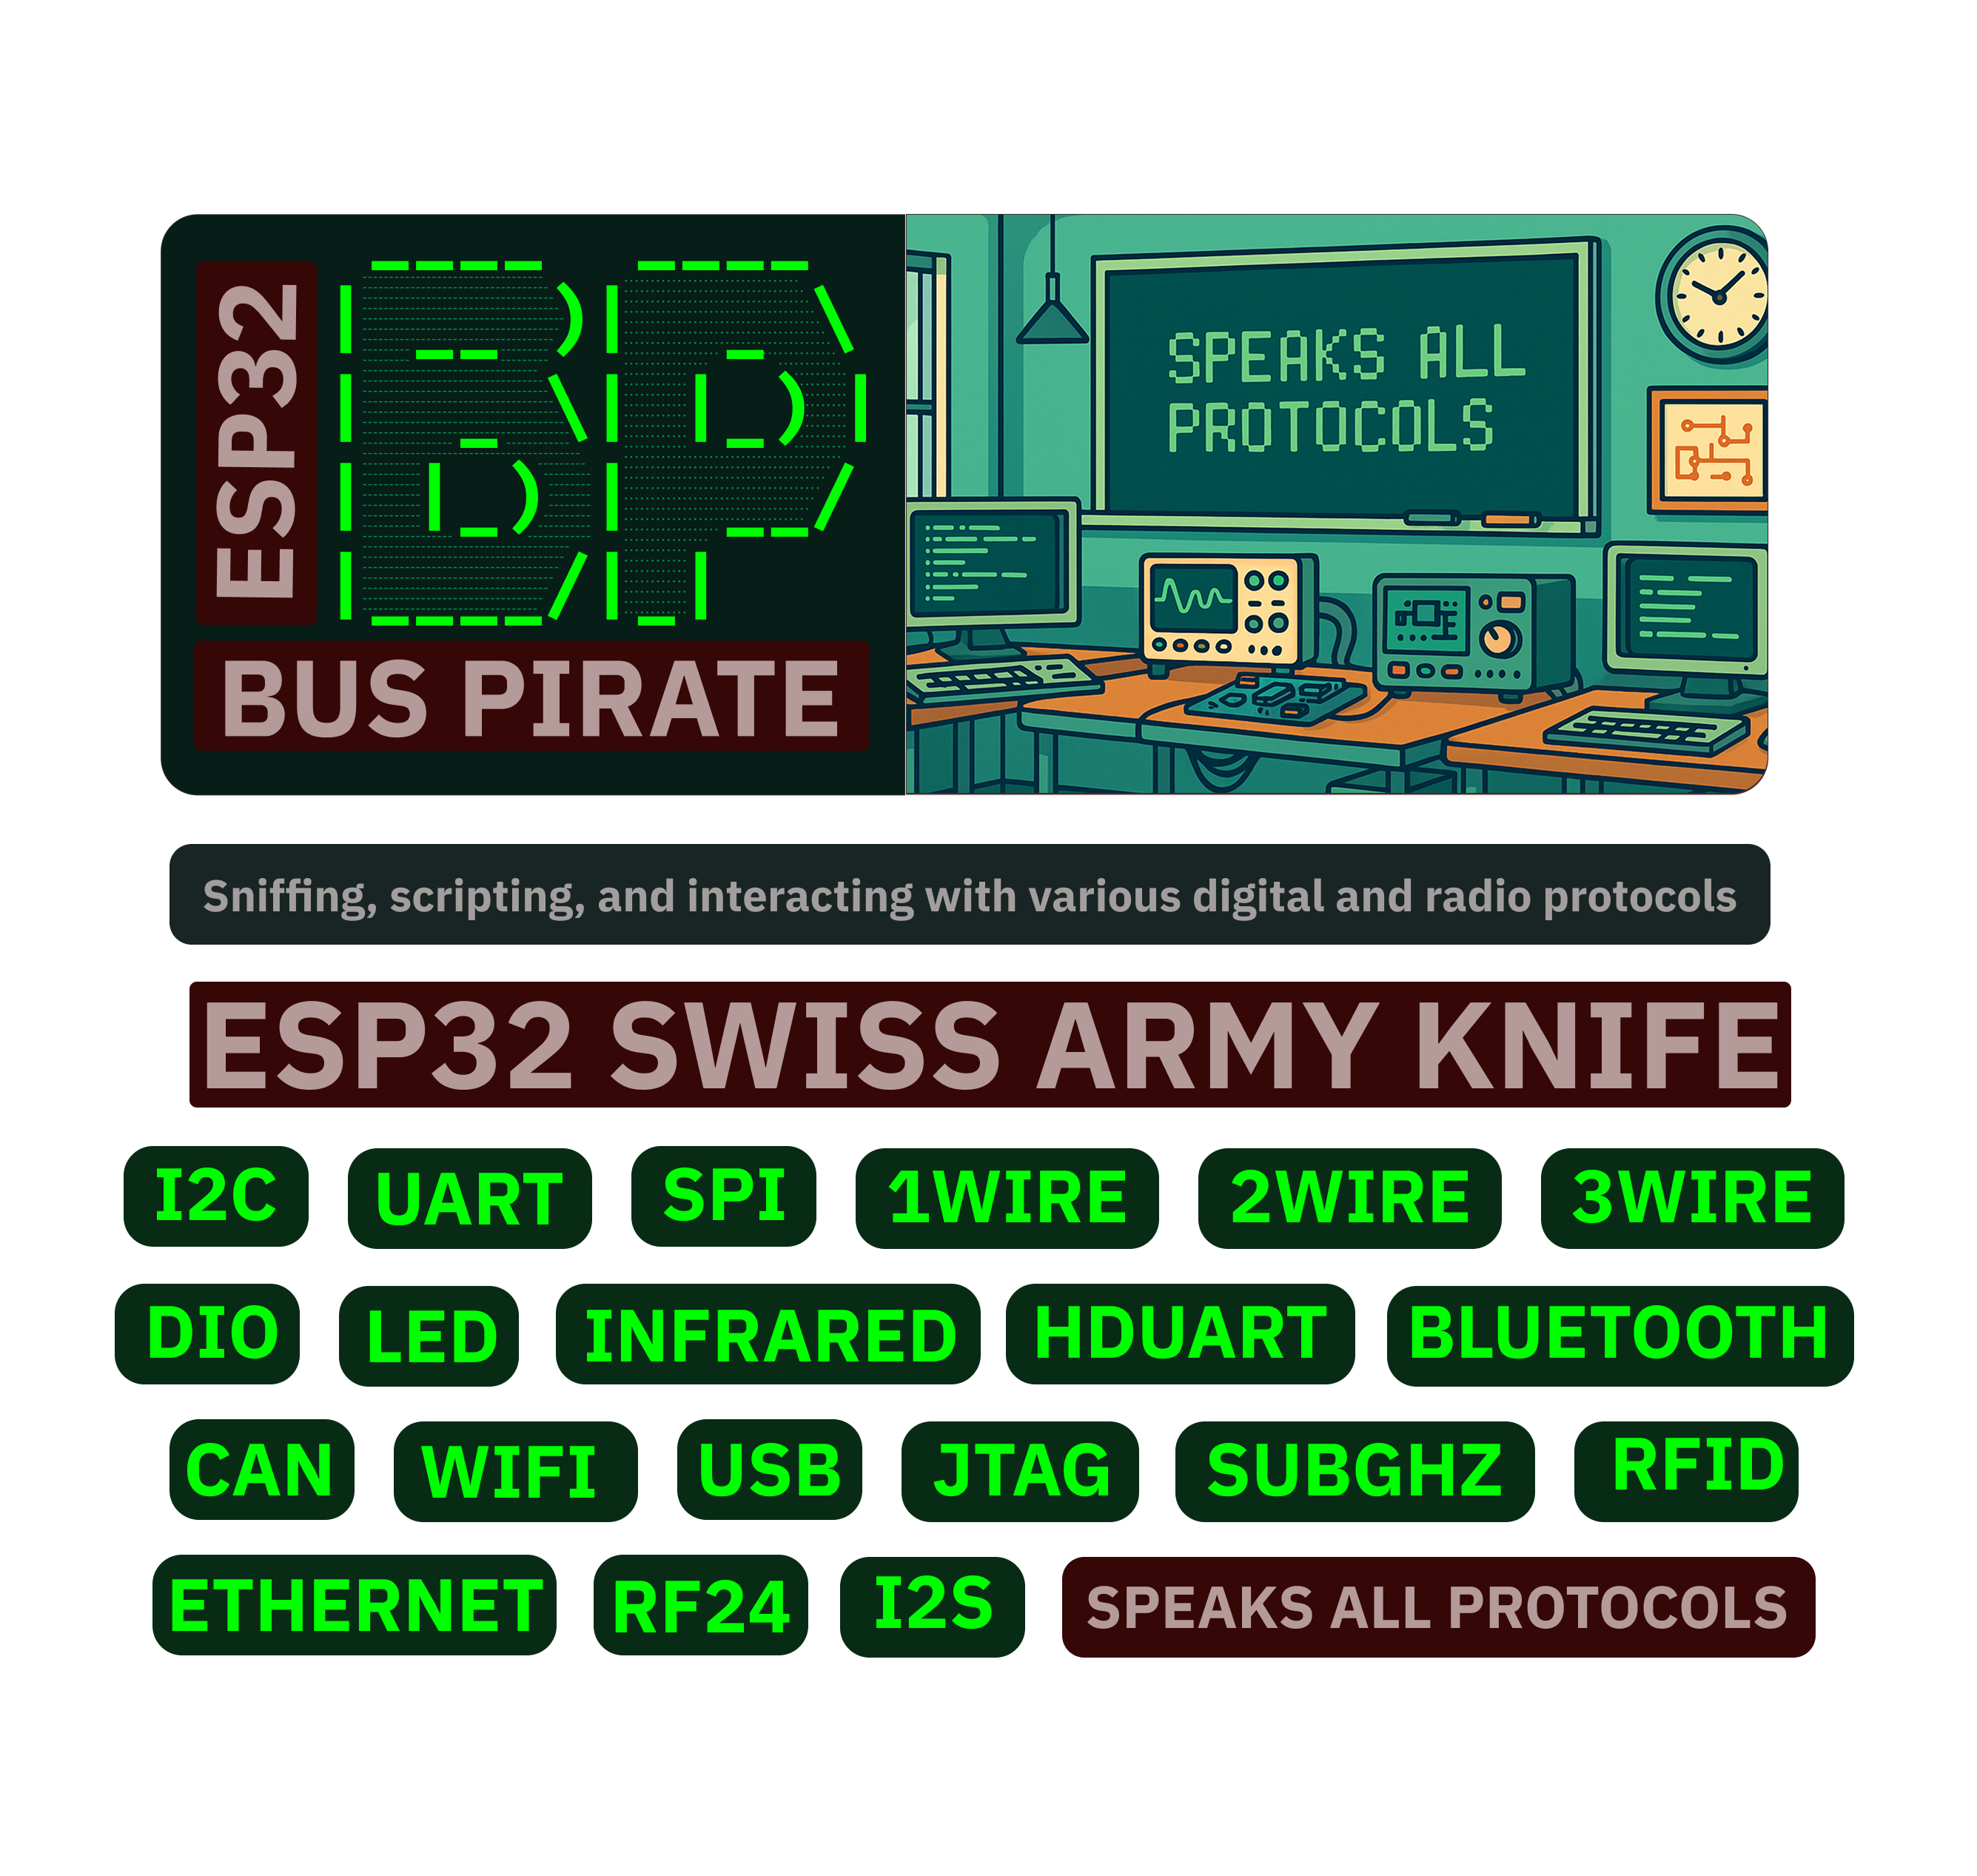 ESP32
BUS PIRATE
SPEAKS ALL
PROTOCOLS
Sniffing, scripting, and interacting with various digital and radio protocols
ESP32 SWISS ARMY KNIFE
I2C UART SPI 1WIRE 2WIRE 3WIRE
DIO LED INFRARED HDUART BLUETOOTH
CAN WIFI USB JTAG SUBGHZ RFID
ETHERNET RF24 I2S SPEAKS ALL PROTOCOLS